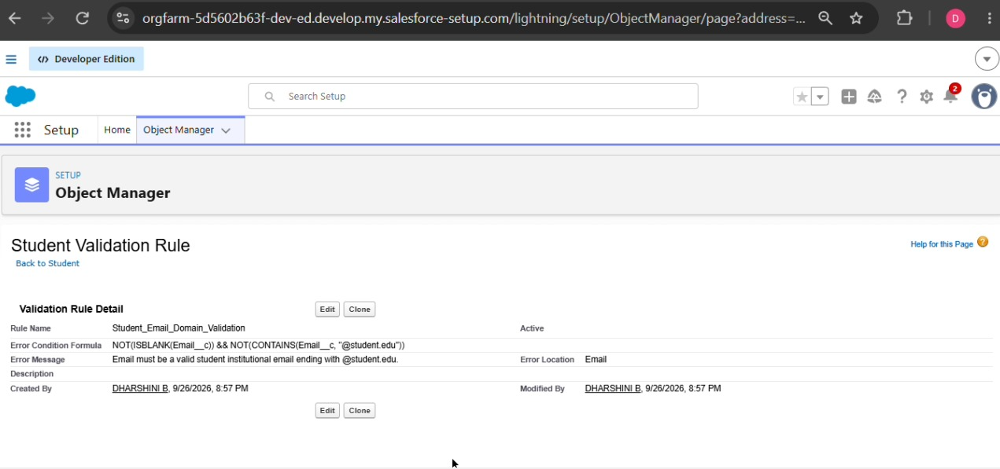 orgfarm-5d5602b63f-dev-ed.develop.my.salesforce-setup.com/lightning/setup/ObjectManager/page?address=... D
</> Developer Edition
Search Setup 2
Setup Home Object Manager
SETUP
Object Manager
Student Validation Rule
Help for this Page ?
Back to Student
Validation Rule Detail Edit Clone
Rule Name Student_Email_Domain_Validation Active
Error Condition Formula NOT(ISBLANK(Email__c)) && NOT(CONTAINS(Email__c, "@student.edu"))
Error Message Email must be a valid student institutional email ending with @student.edu. Error Location Email
Description
Created By DHARSHINI B, 9/26/2026, 8:57 PM Modified By DHARSHINI B, 9/26/2026, 8:57 PM
Edit Clone